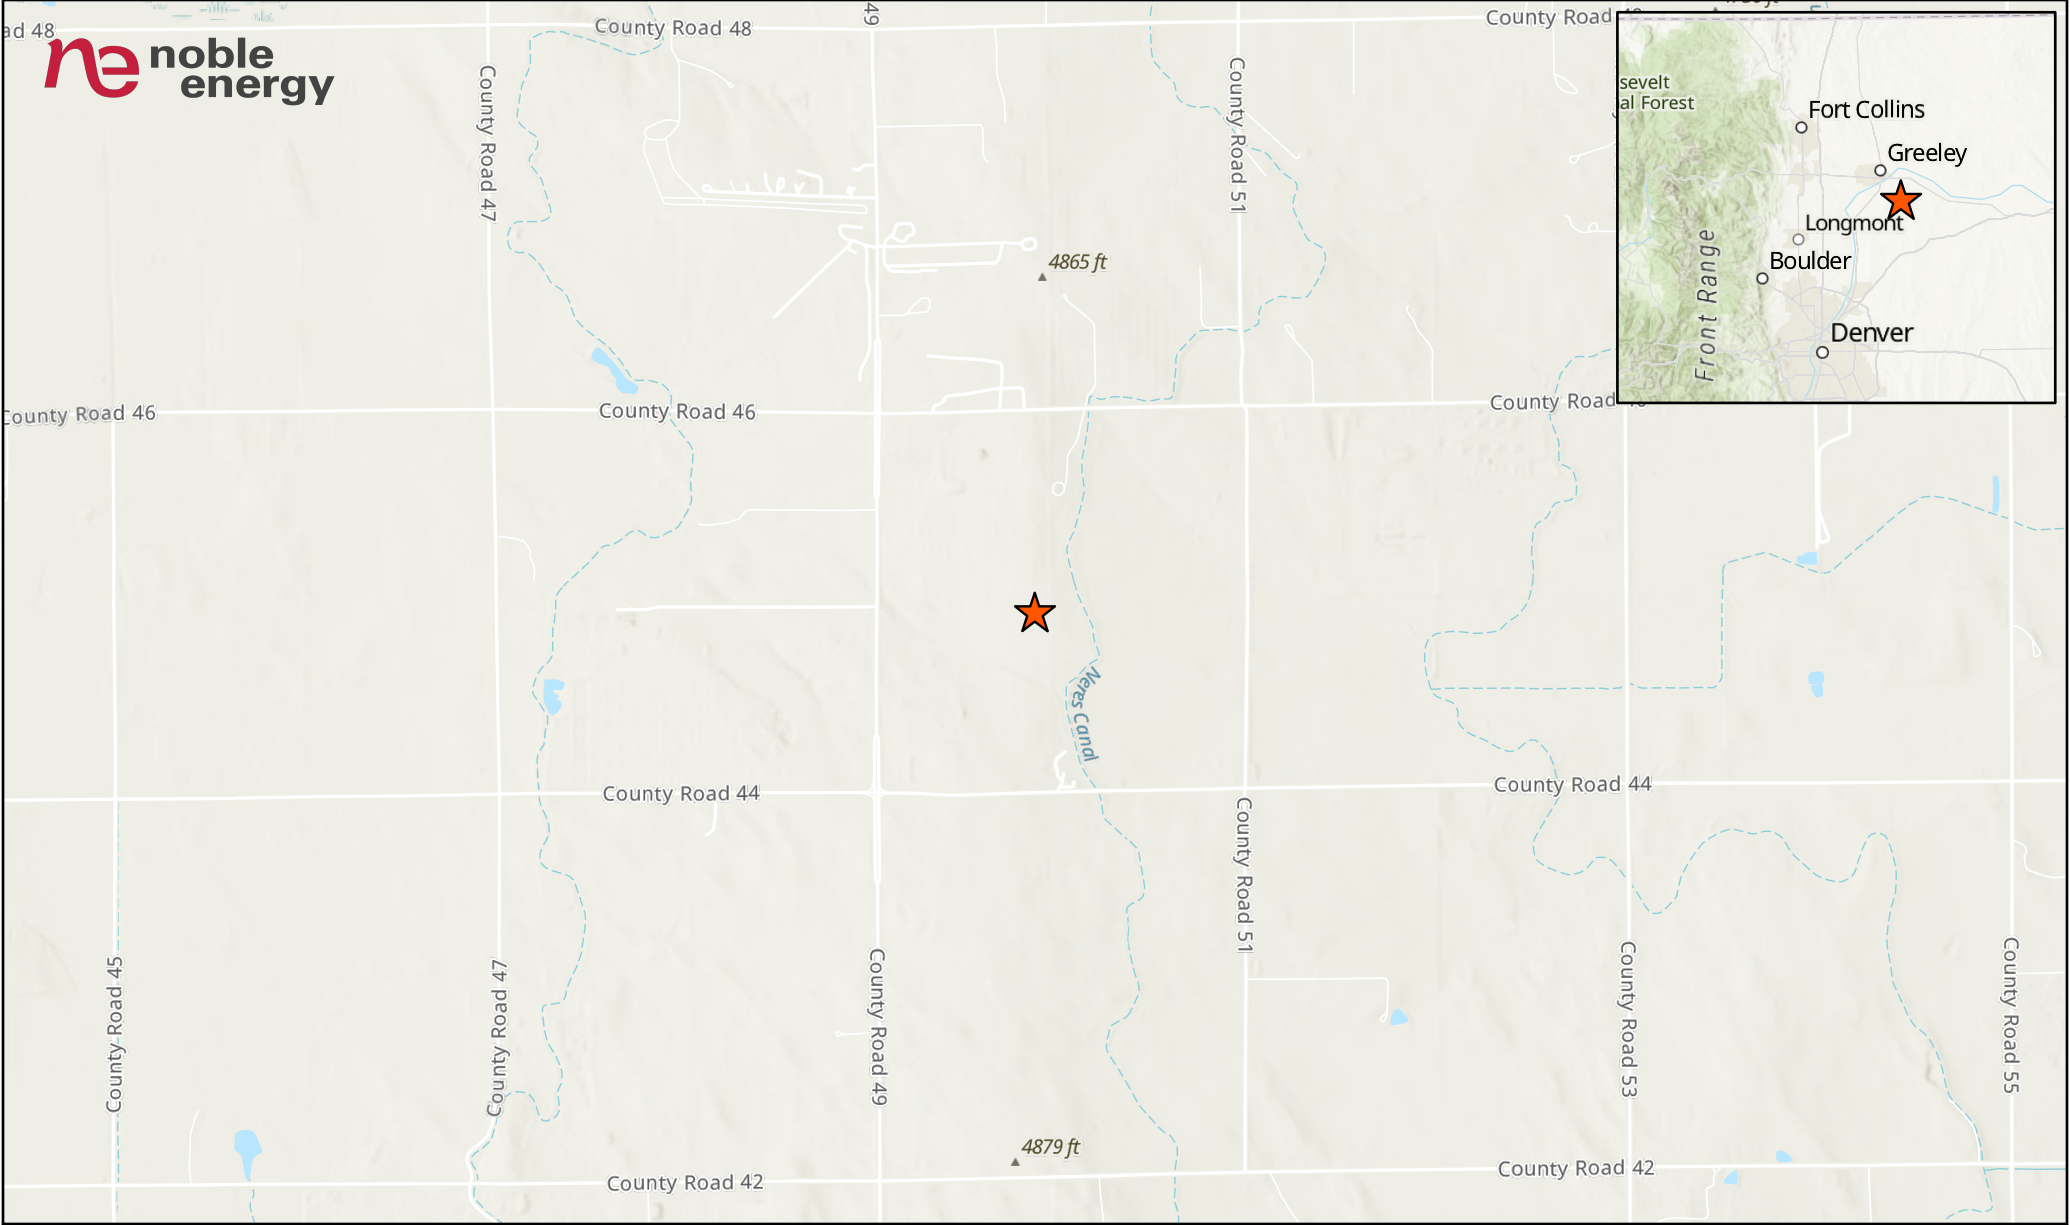 ad 48
County Road 48
49
County Road
4750 ft
noble
energy
County Road 47
County Road 51
sevelt
al Forest
Fort Collins
Greeley
Longmont
Boulder
Front Range
Denver
4865 ft
County Road 46
County Road 46
County Road 46
Neres Canal
County Road 44
County Road 44
County Road 51
County Road 45
County Road 47
County Road 49
County Road 53
County Road 55
4879 ft
County Road 42
County Road 42